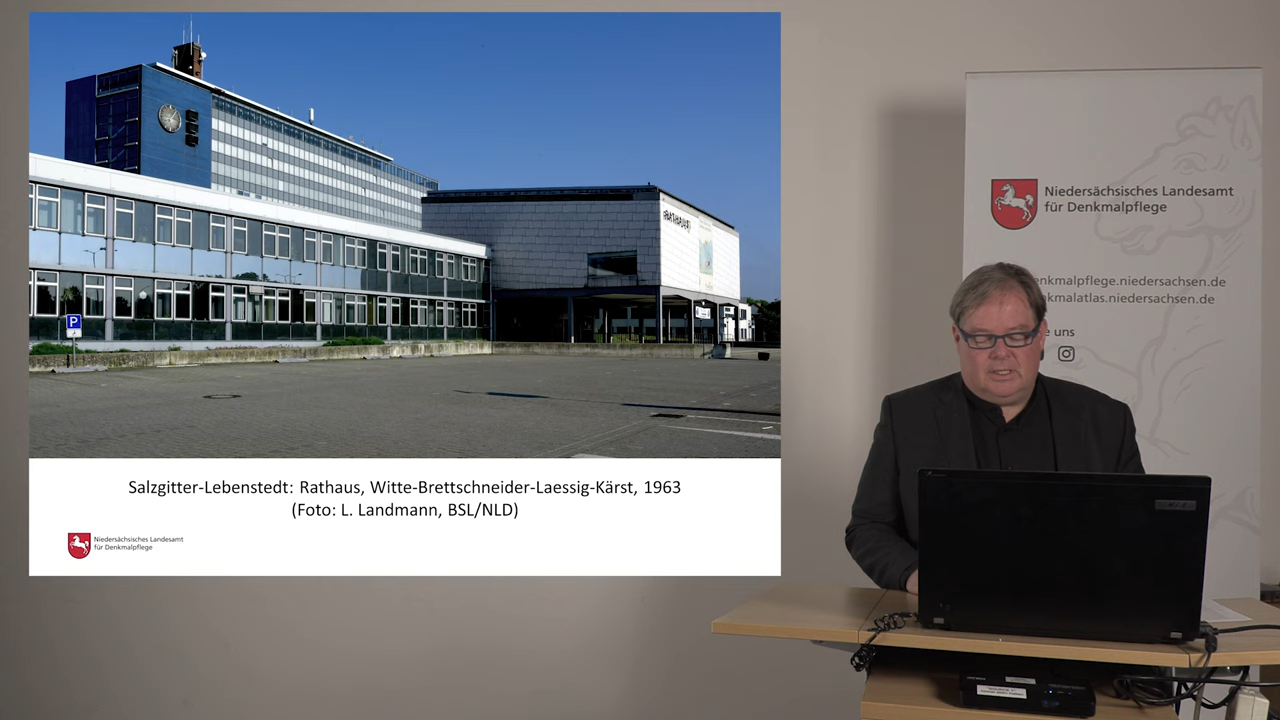 RATHAUS
P
Salzgitter-Lebenstedt: Rathaus, Witte-Brettschneider-Laessig-Kärst, 1963
(Foto: L. Landmann, BSL/NLD)
Niedersächsisches Landesamt
für Denkmalpflege
Niedersächsisches Landesamt
für Denkmalpflege
enkmalpflege.niedersachsen.de
nkmalatlas.niedersachsen.de
e uns